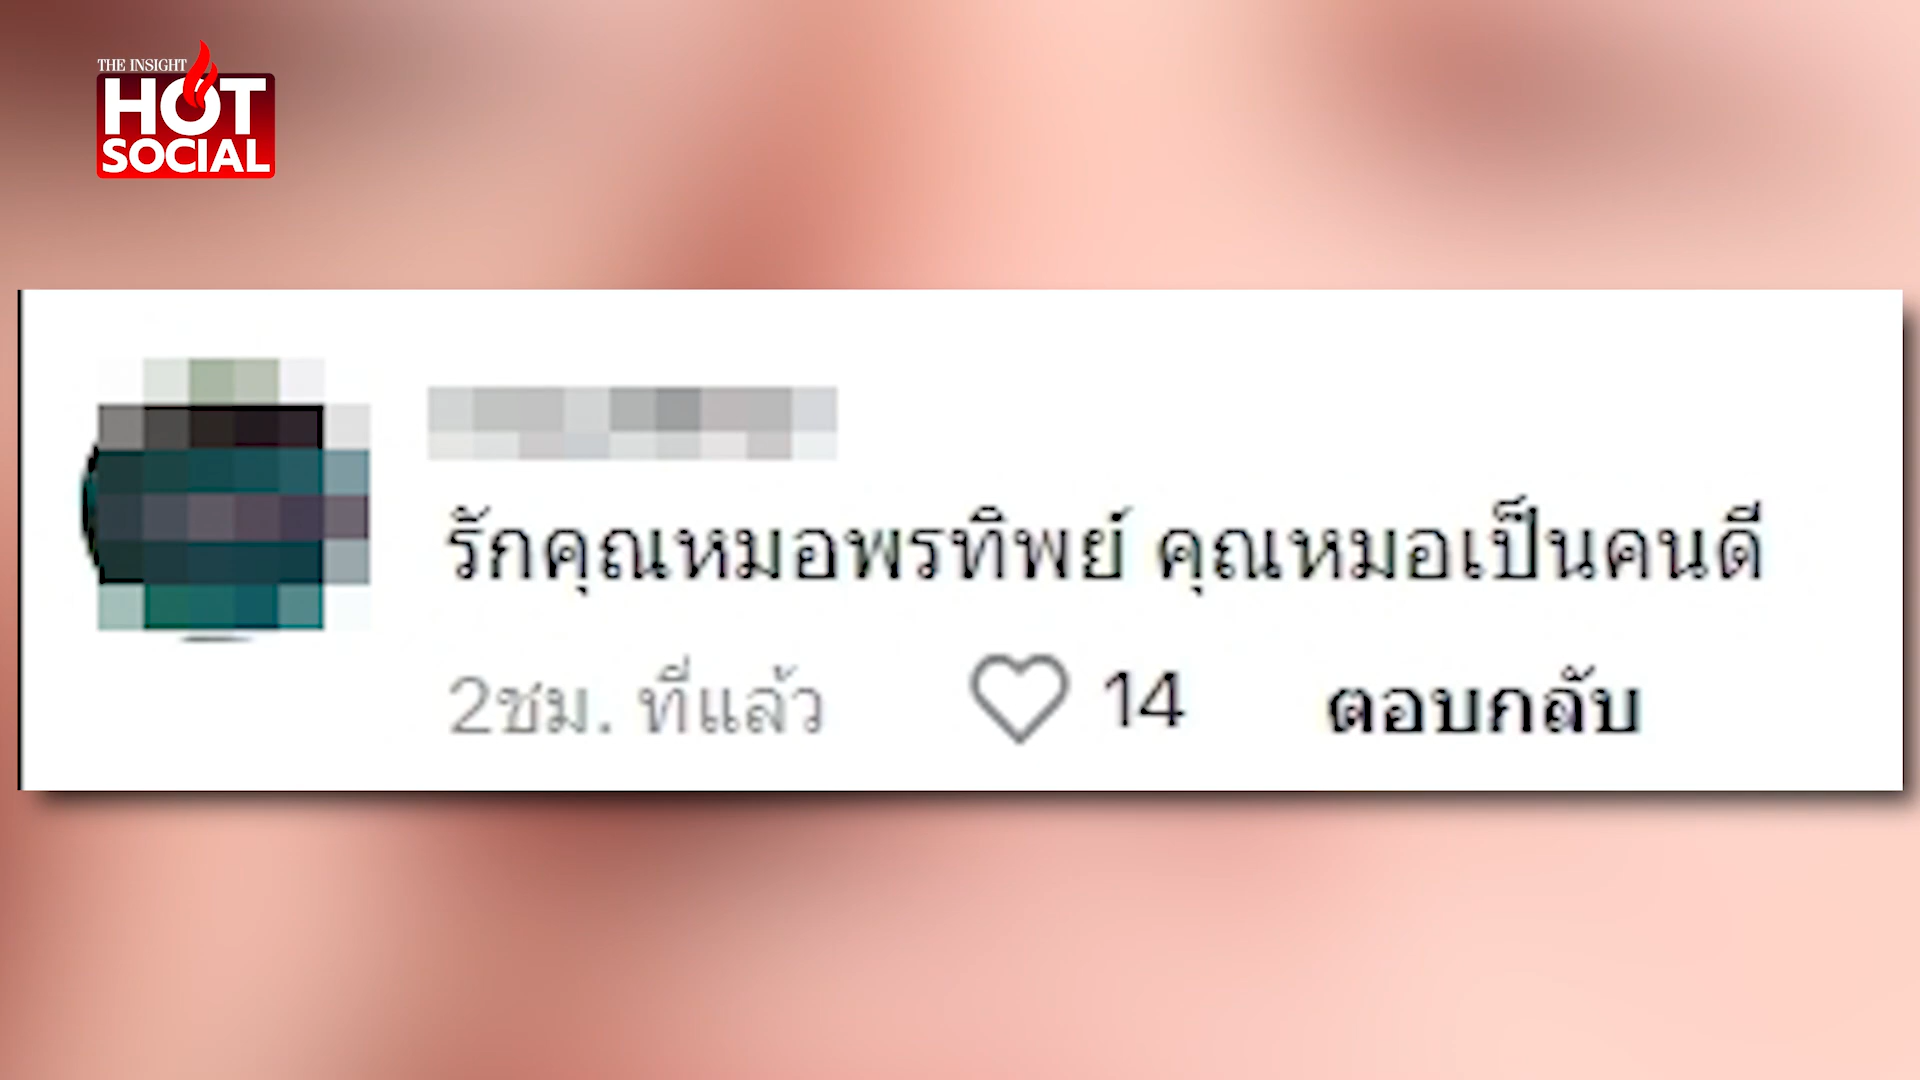 THE INSIGHT
HOT
SOCIAL
รักคุณหมอพรทิพย์ คุณหมอเป็นคนดี
2ชม. ที่แล้ว 14 ตอบกลับ